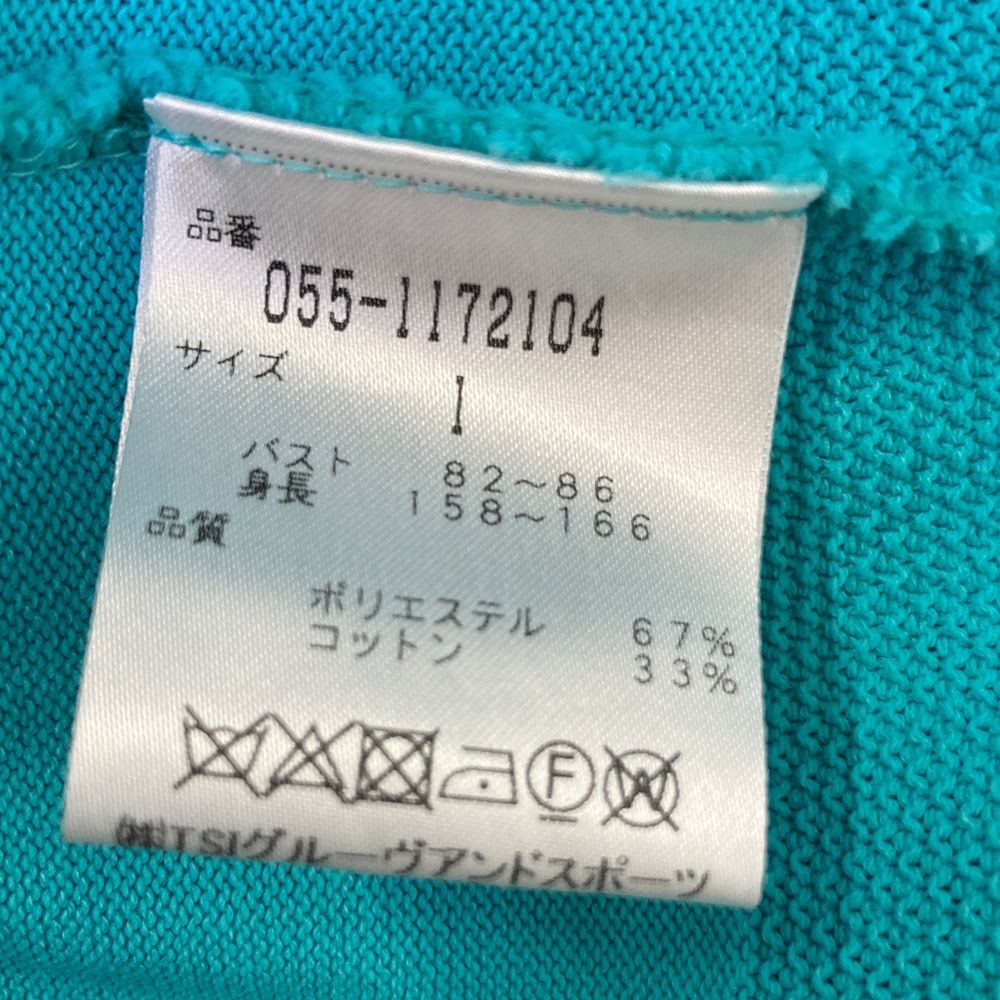 品番
055-1172104
サイズ
1
バスト 82～86
身長 158～166
品質
ポリエステル 67%
コットン 33%
F W
㈱TSIグルーヴアンドスポーツ